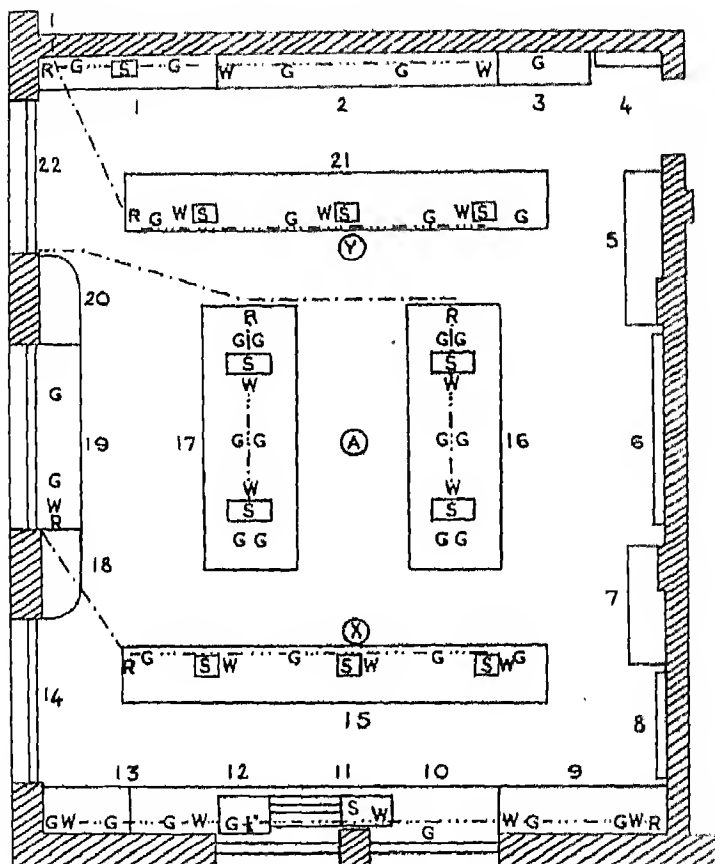 1
R G S G W G G W G
1 2 3 4
22 21
R G W S G W S G W S G
Y
5
20
R R
G G G G
S S
W W
G
17 G G A G G 16 6
19
G
W W W
R S S
G G G G
18 7
X
R G S W G S W G S W G
14 8
15
13 12 11 10 9
G W G G W G S W W G G W R
G